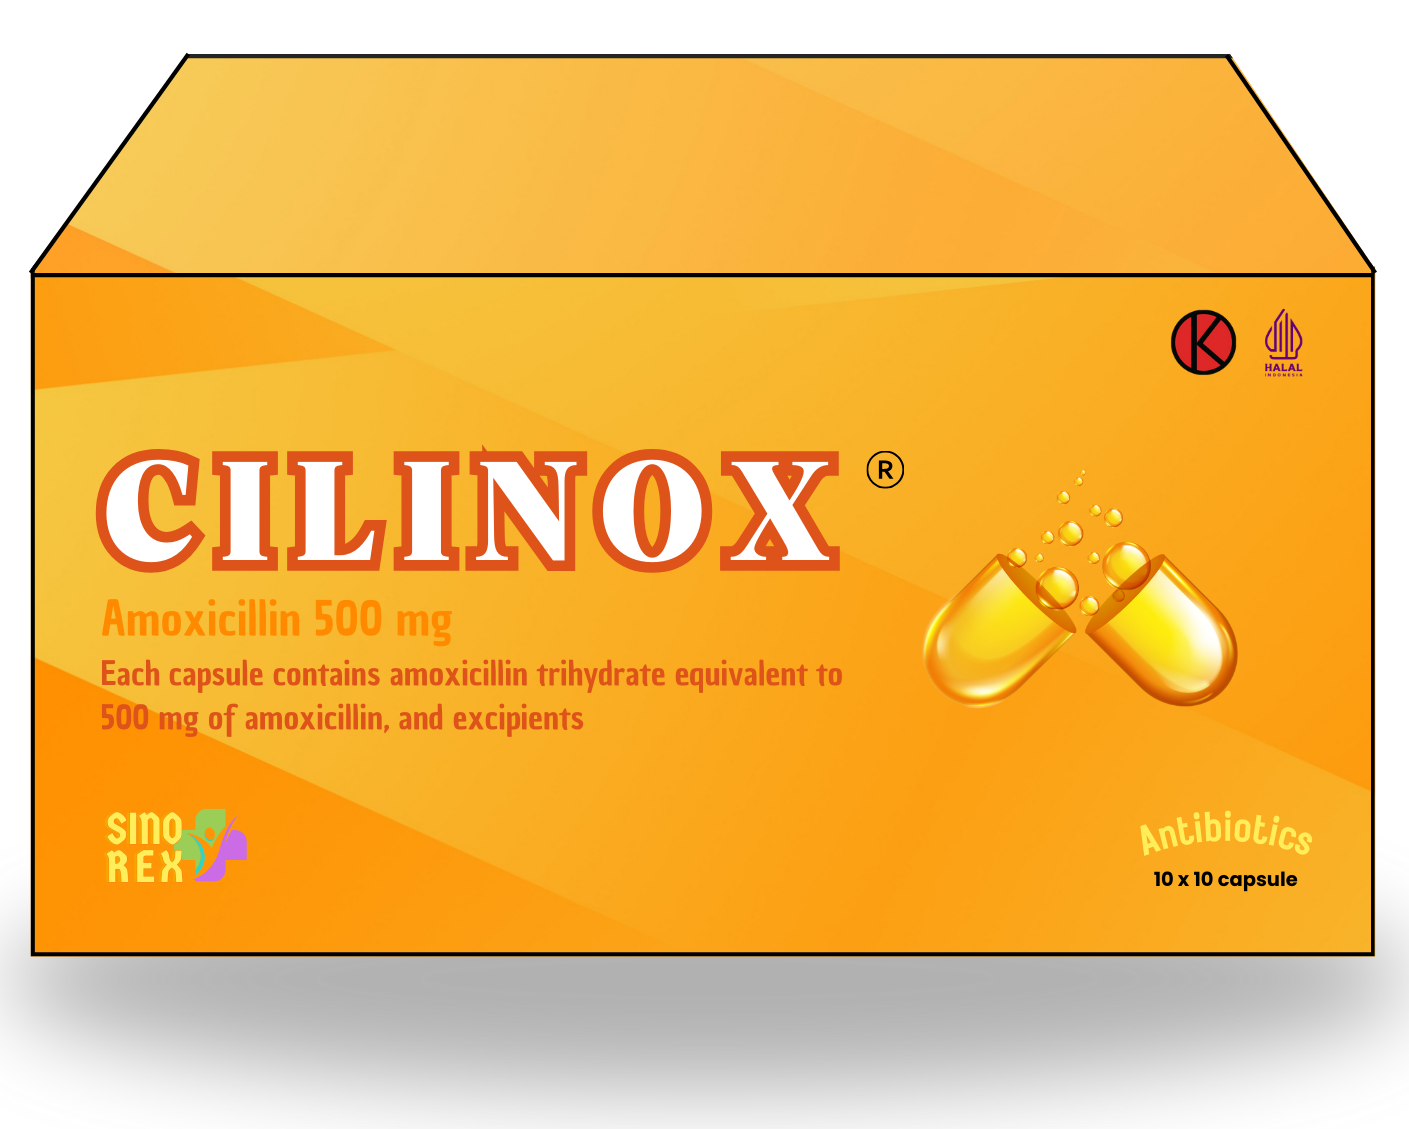 K
HALAL
INDONESIA
CILINOX ®
Amoxicillin 500 mg
Each capsule contains amoxicillin trihydrate equivalent to
500 mg of amoxicillin, and excipients
SINO
REX
Antibiotics
10 x 10 capsule